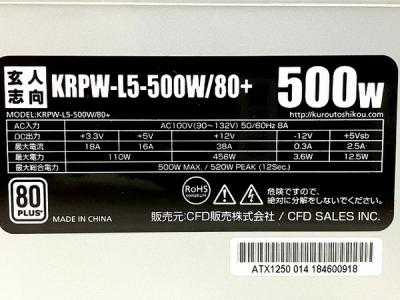 玄人志向 KRPW-L5-500W/80+ 500W
MODEL:KRPW-L5-500W/80+
http://kuroutoshikou.com/
AC入力 AC100V(90～132V) 50/60Hz 8A
DC出力 +3.3V +5V +12V -12V +5Vsb
最大電流 18A 16A 38A 0.3A 2.5A
最大電力 110W 456W 3.6W 12.5W
最大総合電力 500W MAX. / 520W PEAK (12Sec.)
80 PLUS
MADE IN CHINA
RoHS
compliant
危険ですので、
絶対に分解をしないでください。
販売元:CFD販売株式会社 / CFD SALES INC.
ATX1250 014 184600918